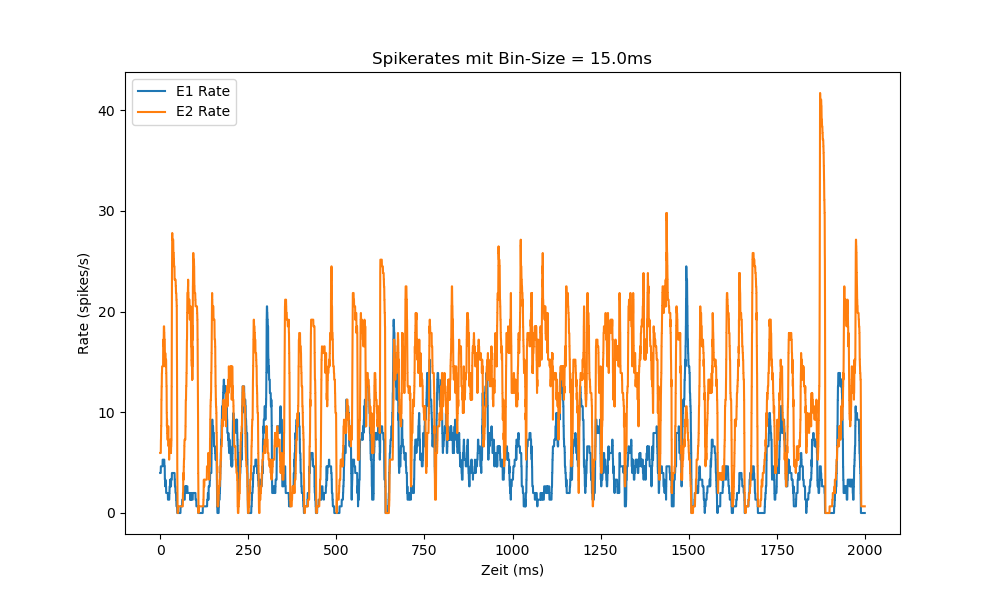 Spikerates mit Bin-Size = 15.0ms
E1 Rate
E2 Rate
Rate (spikes/s)
40
30
20
10
0
0 250 500 750 1000 1250 1500 1750 2000
Zeit (ms)